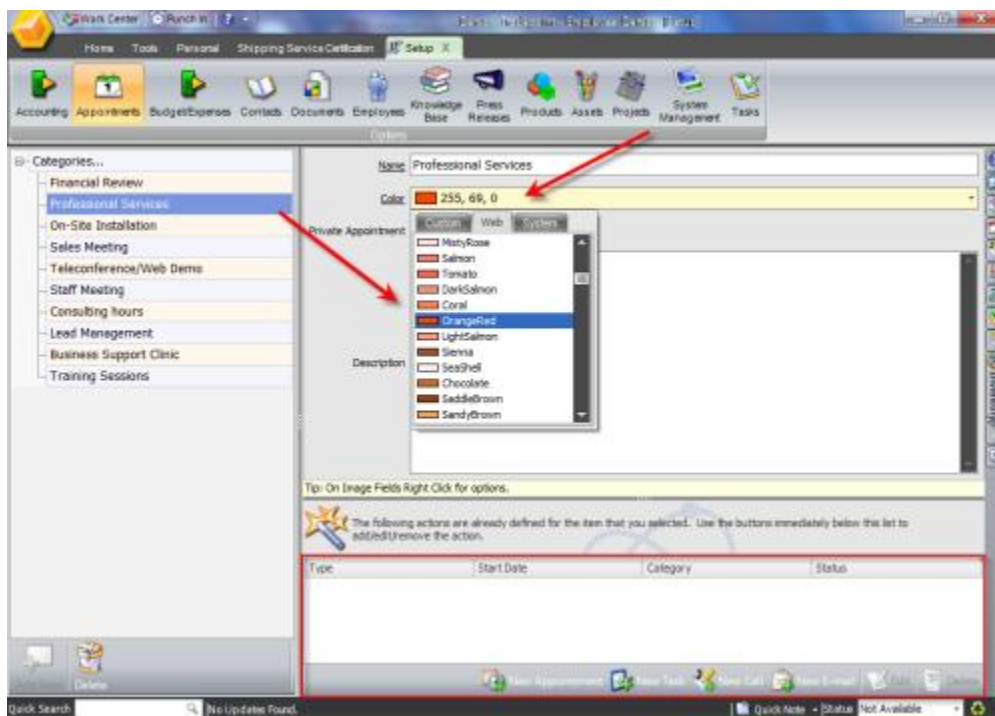 Work Center Punch In ?
Home Tools Personal Shipping Service Certification Setup X
Accounting Appointments Budget/Expenses Contacts Documents Employees Knowledge Base Press Releases Products Assets Projects System Management Tasks
Options
Categories...
Financial Review
Professional Services
On-Site Installation
Sales Meeting
Teleconference/Web Demo
Staff Meeting
Consulting hours
Lead Management
Business Support Clinic
Training Sessions
Name Professional Services
Color 255, 69, 0
Private Appointment
Custom Web System
MistyRose
Salmon
Tomato
DarkSalmon
Coral
OrangeRed
LightSalmon
Sienna
SeaShell
Chocolate
SaddleBrown
SandyBrown
Description
Tip: On Image Fields Right Click for options.
The following actions are already defined for the item that you selected. Use the buttons immediately below this list to
add/edit/remove the action.
Type Start Date Category Status
New Appointment New Task New Call New E-mail Edit Delete
Delete
Quick Search No Updates Found. Quick Note Status Not Available